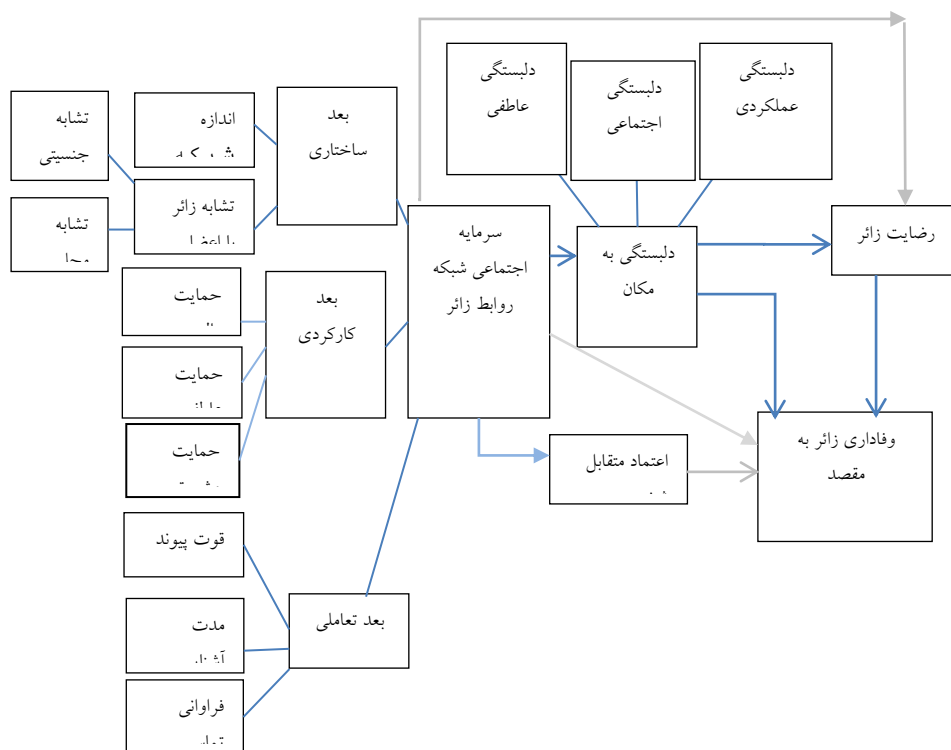 دلبستگی
عملکردی
دلبستگی
اجتماعی
دلبستگی
عاطفی
بعد
ساختاری
اندازه
تشابه
جنسیتی
تشابه زائر
تشابه
رضایت زائر
دلبستگی به
مکان
سرمایه
اجتماعی شبکه
روابط زائر
بعد
کارکردی
حمایت
حمایت
حمایت
وفاداری زائر به
مقصد
اعتماد متقابل
قوت پیوند
بعد تعاملی
مدت
فراوانی